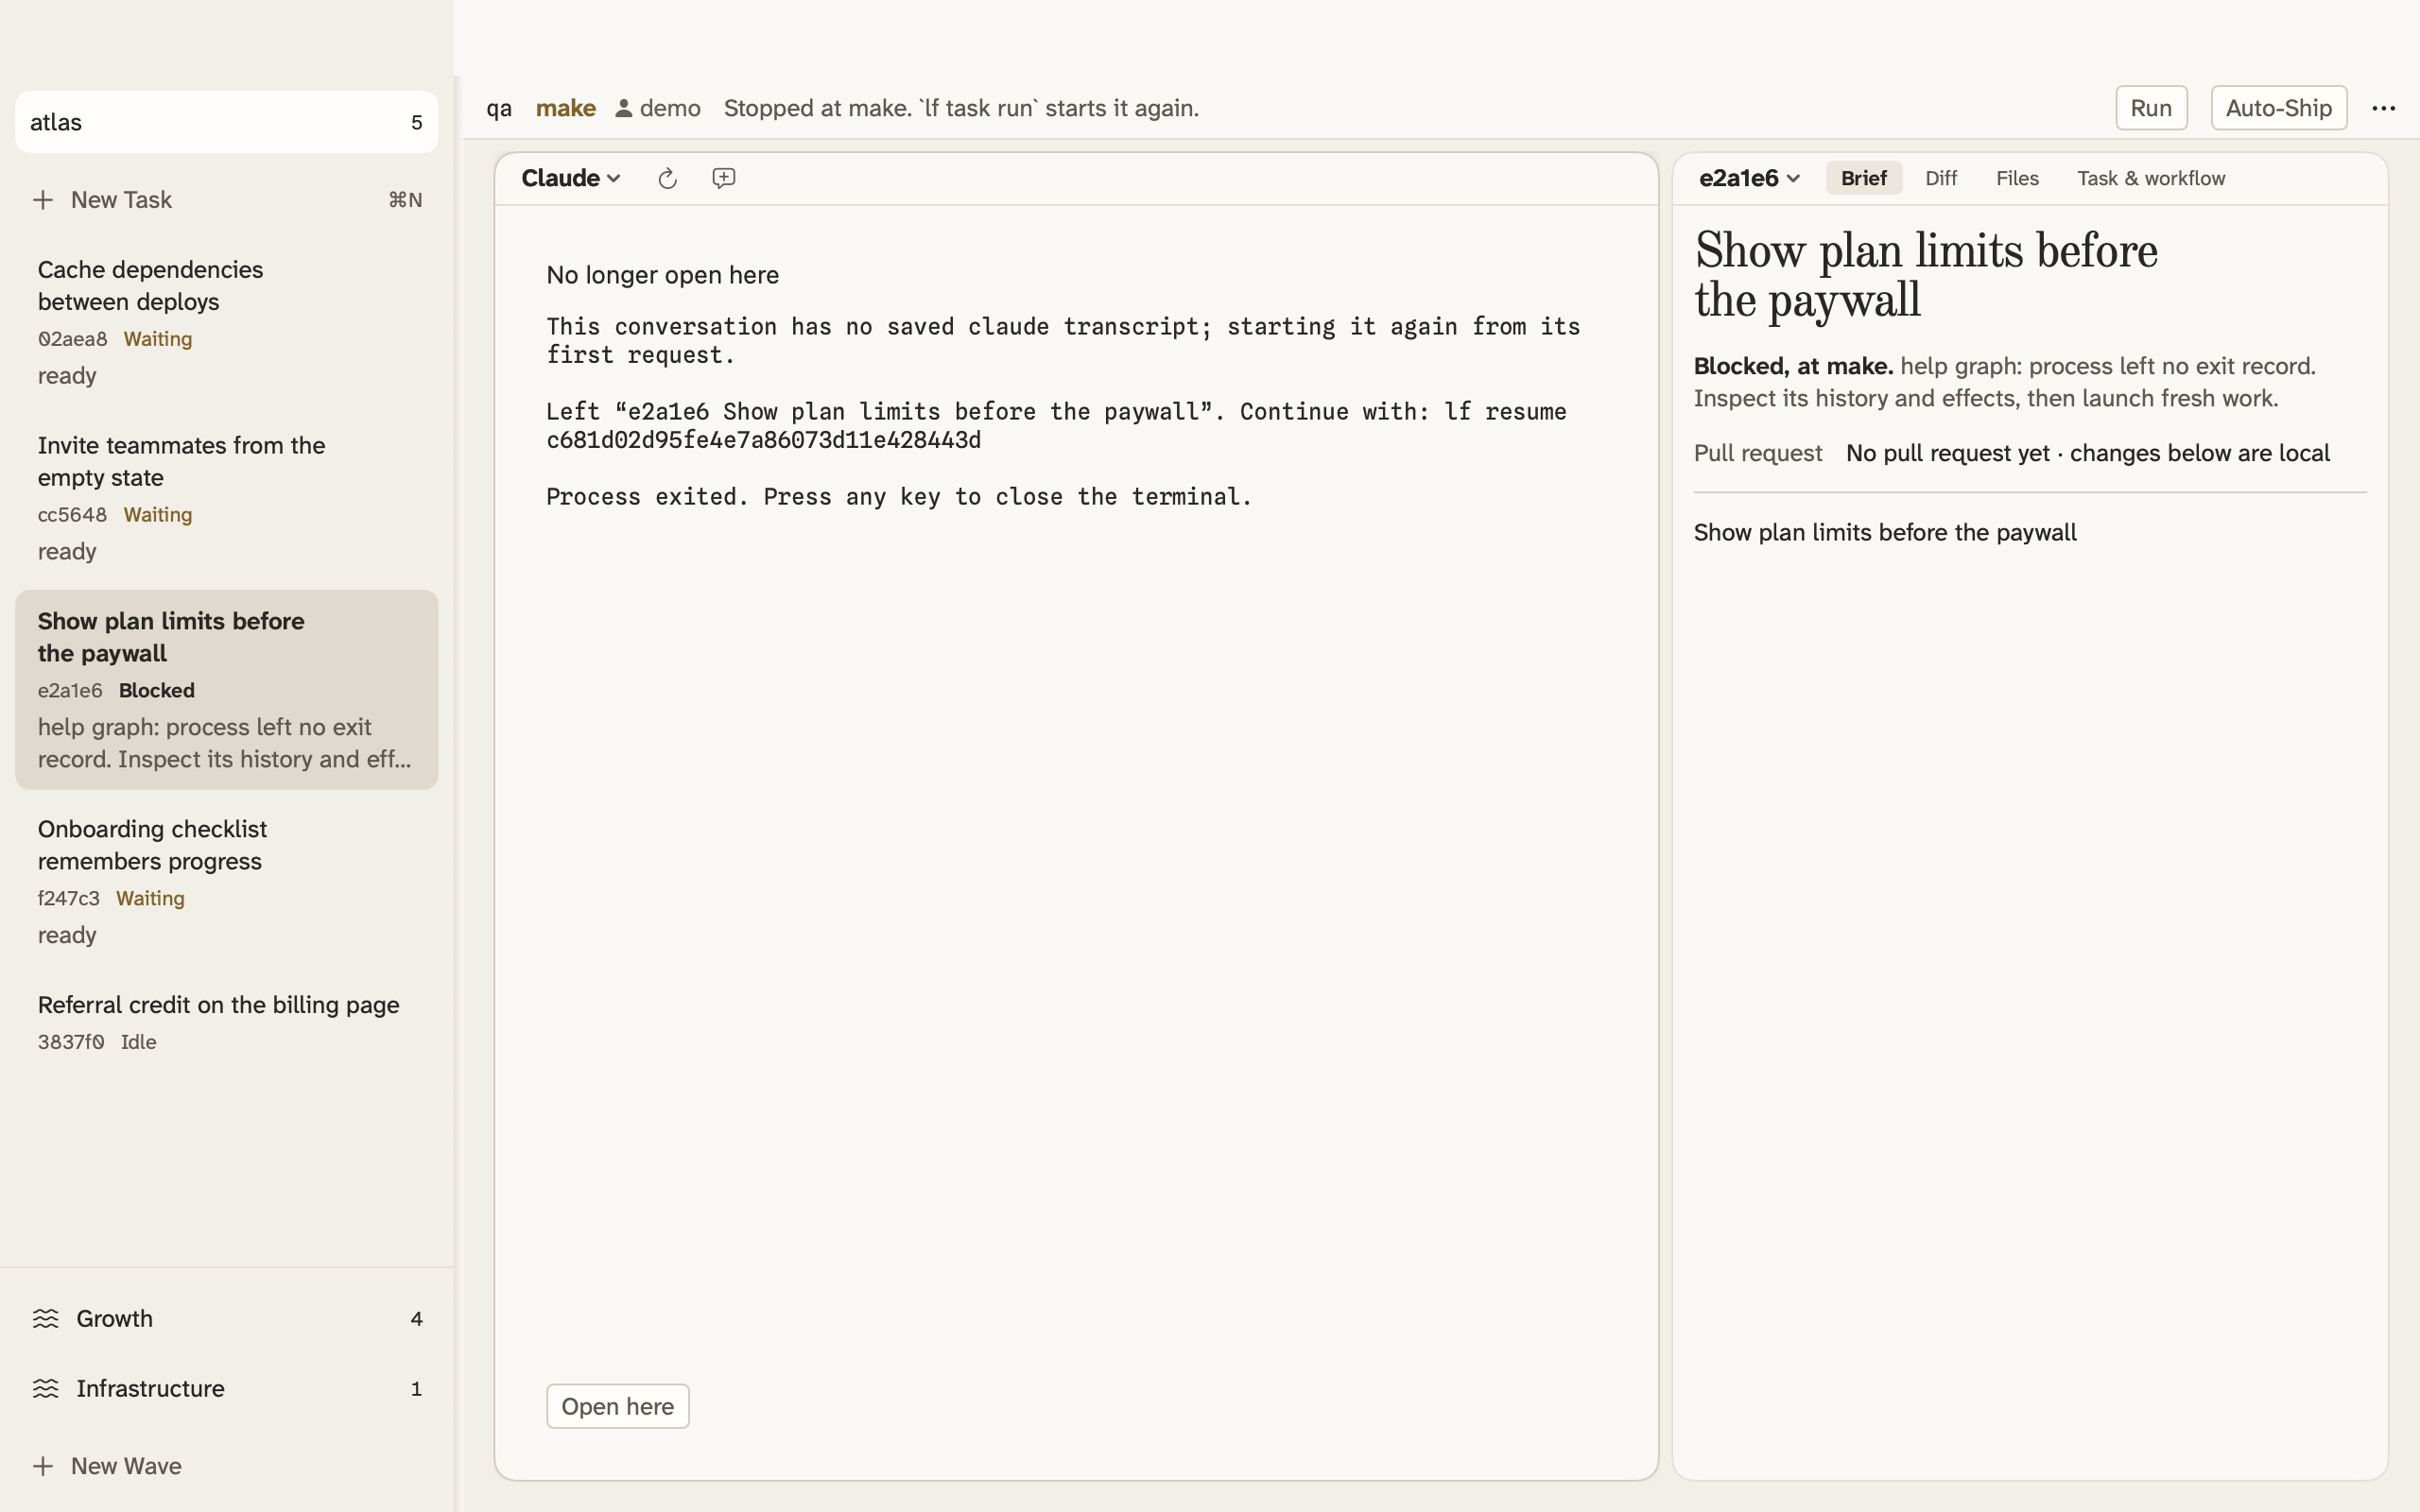 atlas 5
New Task ⌘N
Cache dependencies
between deploys
02aea8 Waiting
ready
Invite teammates from the
empty state
cc5648 Waiting
ready
Show plan limits before
the paywall
e2a1e6 Blocked
help graph: process left no exit
record. Inspect its history and eff...
Onboarding checklist
remembers progress
f247c3 Waiting
ready
Referral credit on the billing page
3837f0 Idle
Growth 4
Infrastructure 1
New Wave
qa make demo Stopped at make. `lf task run` starts it again.
Run Auto-Ship
Claude
No longer open here
This conversation has no saved claude transcript; starting it again from its
first request.
Left “e2a1e6 Show plan limits before the paywall”. Continue with: lf resume
c681d02d95fe4e7a86073d11e428443d
Process exited. Press any key to close the terminal.
Open here
e2a1e6 Brief Diff Files Task & workflow
Show plan limits before
the paywall
Blocked, at make. help graph: process left no exit record.
Inspect its history and effects, then launch fresh work.
Pull request No pull request yet · changes below are local
Show plan limits before the paywall